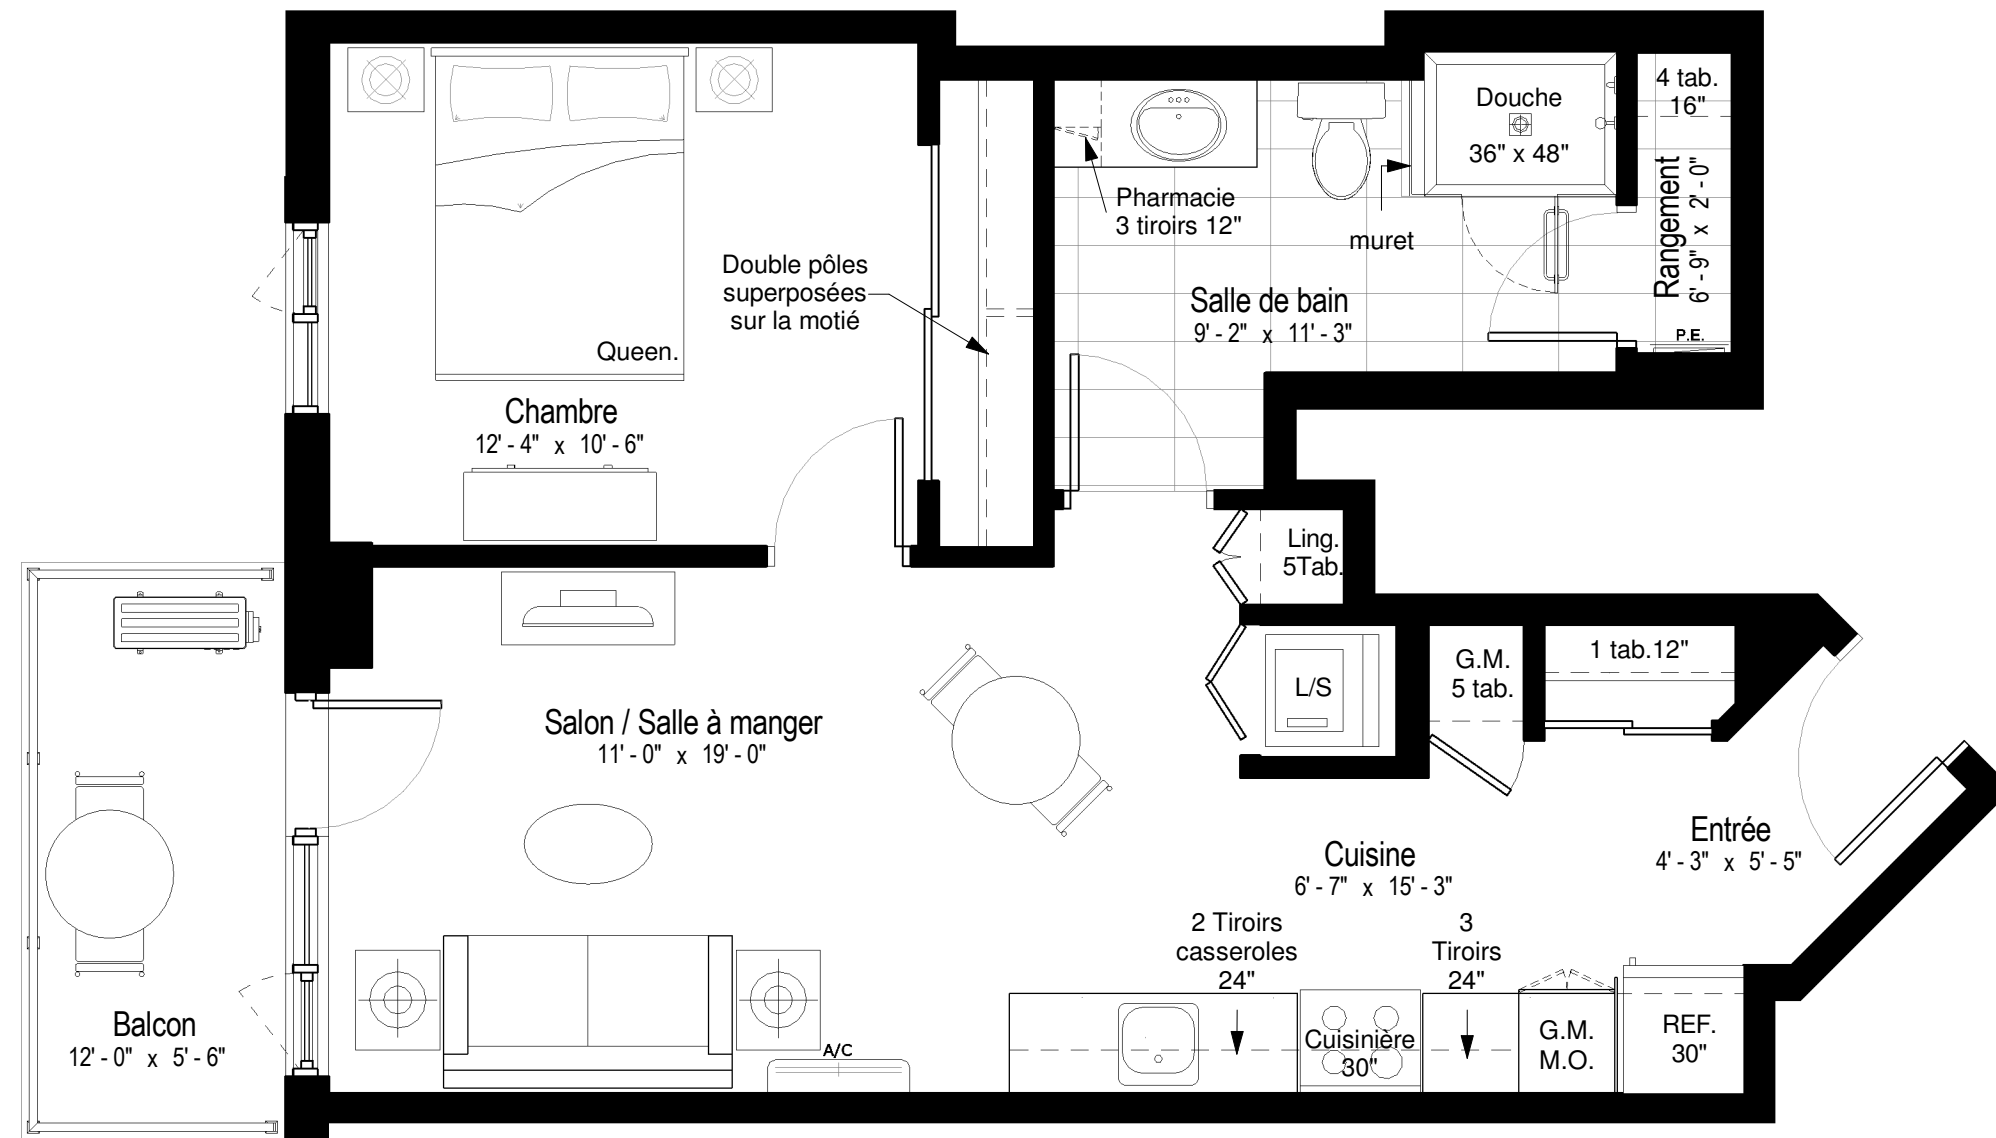 4 tab.
16"
Douche
36" x 48"
Rangement
6' - 9" x 2' - 0"
P.E.
Pharmacie
3 tiroirs 12"
muret
Double pôles
superposées
sur la motié
Salle de bain
9' - 2" x 11' - 3"
Queen.
Chambre
12' - 4" x 10' - 6"
Ling.
5Tab.
1 tab.12"
G.M.
5 tab.
L/S
Salon / Salle à manger
11' - 0" x 19' - 0"
Entrée
4' - 3" x 5' - 5"
Cuisine
6' - 7" x 15' - 3"
2 Tiroirs
casseroles
24"
3
Tiroirs
24"
Balcon
12' - 0" x 5' - 6"
A/C
Cuisinière
30"
G.M.
M.O.
REF.
30"